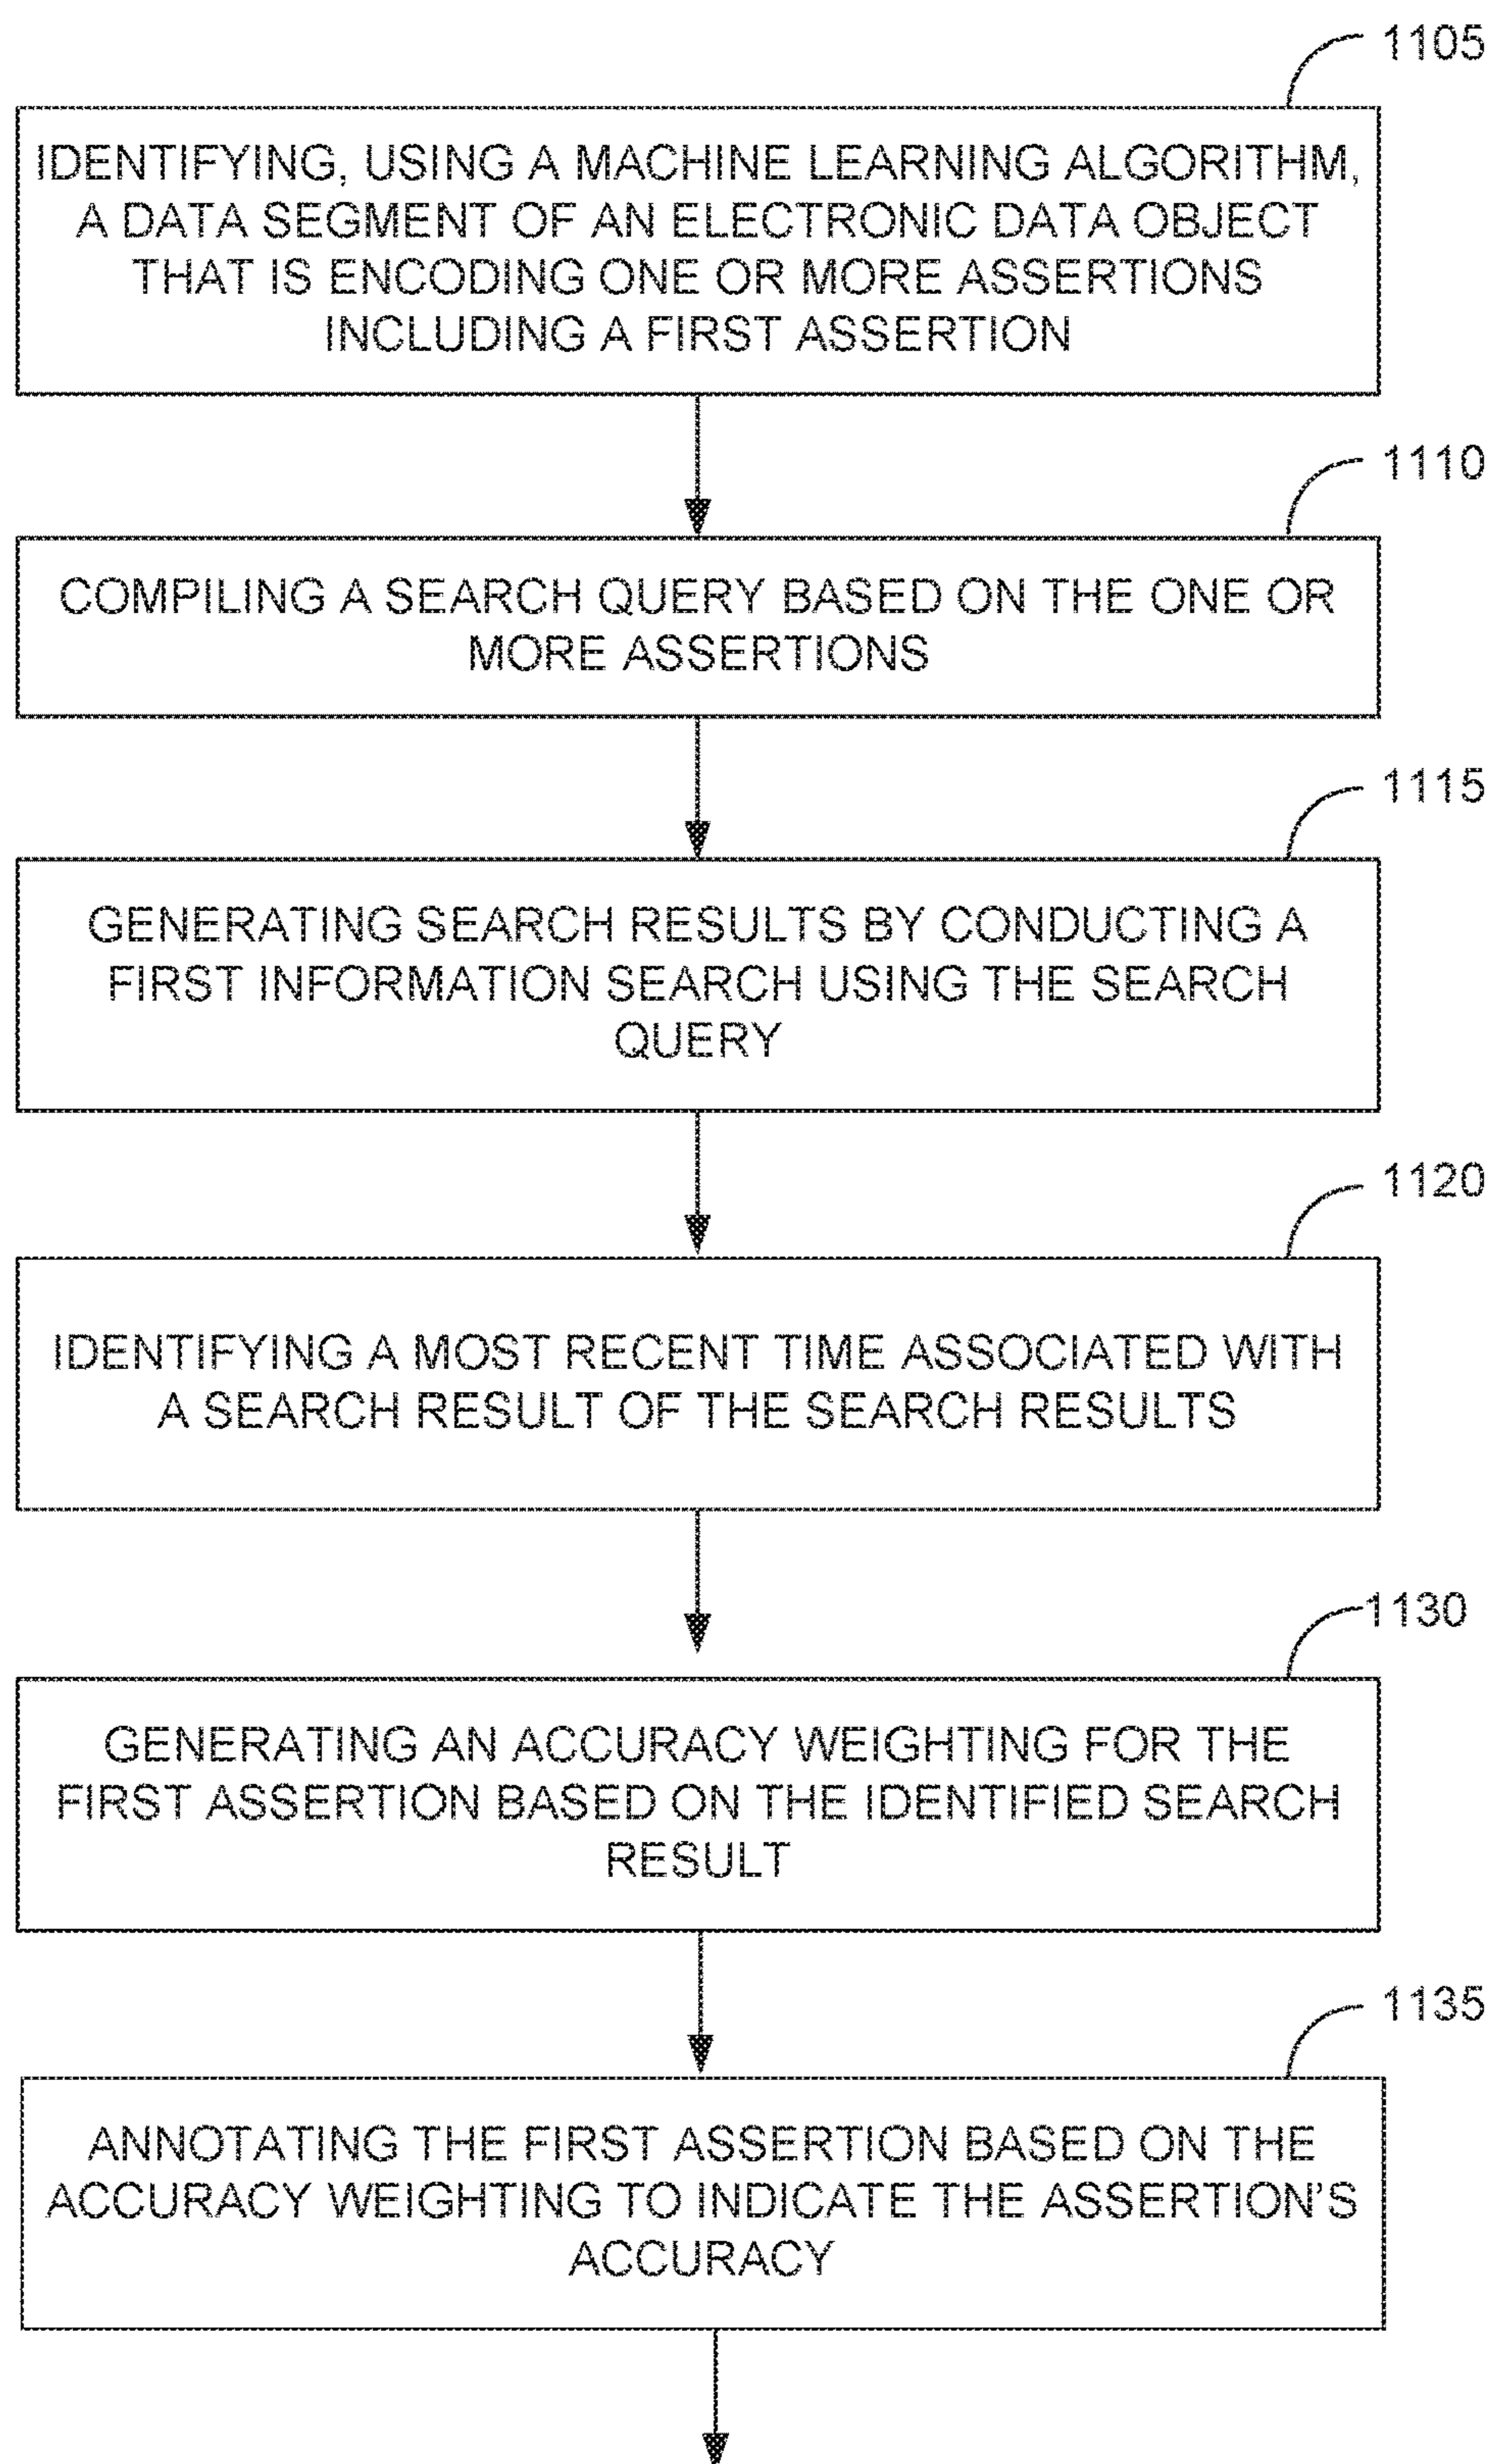 1105
IDENTIFYING, USING A MACHINE LEARNING ALGORITHM,
A DATA SEGMENT OF AN ELECTRONIC DATA OBJECT
THAT IS ENCODING ONE OR MORE ASSERTIONS
INCLUDING A FIRST ASSERTION
1110
COMPILING A SEARCH QUERY BASED ON THE ONE OR
MORE ASSERTIONS
1115
GENERATING SEARCH RESULTS BY CONDUCTING A
FIRST INFORMATION SEARCH USING THE SEARCH
QUERY
1120
IDENTIFYING A MOST RECENT TIME ASSOCIATED WITH
A SEARCH RESULT OF THE SEARCH RESULTS
1130
GENERATING AN ACCURACY WEIGHTING FOR THE
FIRST ASSERTION BASED ON THE IDENTIFIED SEARCH
RESULT
1135
ANNOTATING THE FIRST ASSERTION BASED ON THE
ACCURACY WEIGHTING TO INDICATE THE ASSERTION’S
ACCURACY